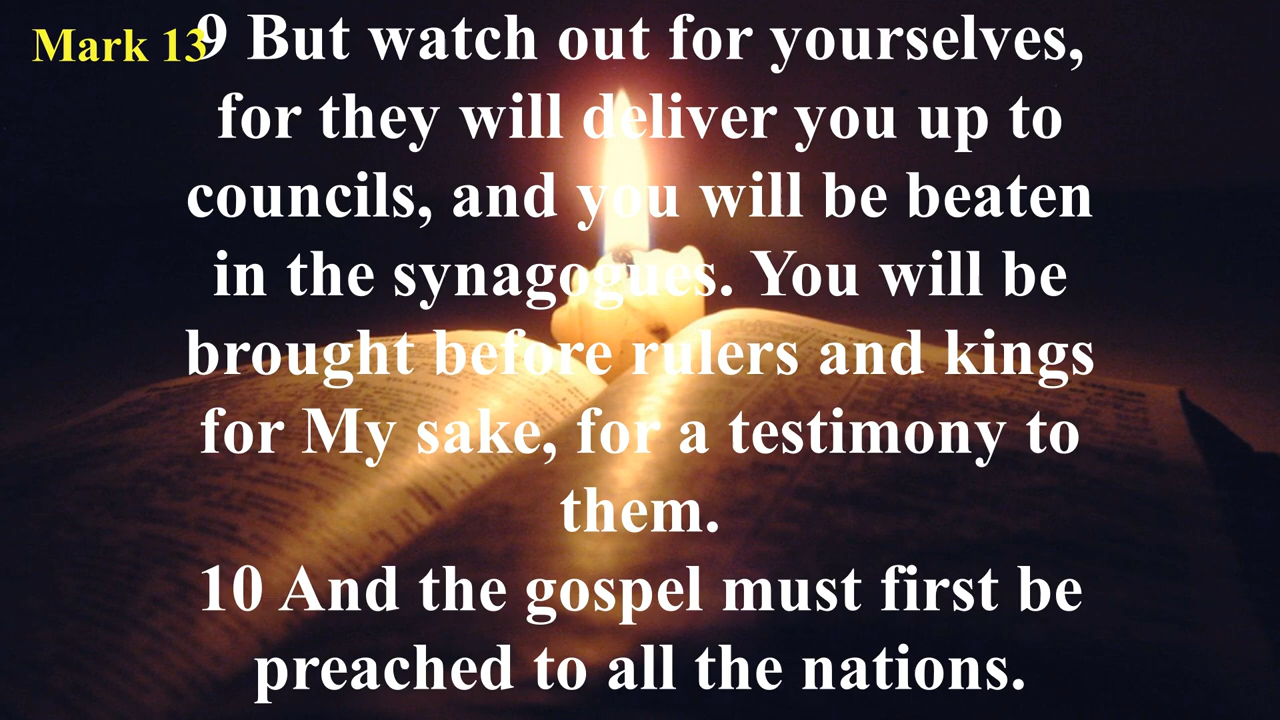 Mark 13
9 But watch out for yourselves,
for they will deliver you up to
councils, and you will be beaten
in the synagogues. You will be
brought before rulers and kings
for My sake, for a testimony to
them.
10 And the gospel must first be
preached to all the nations.